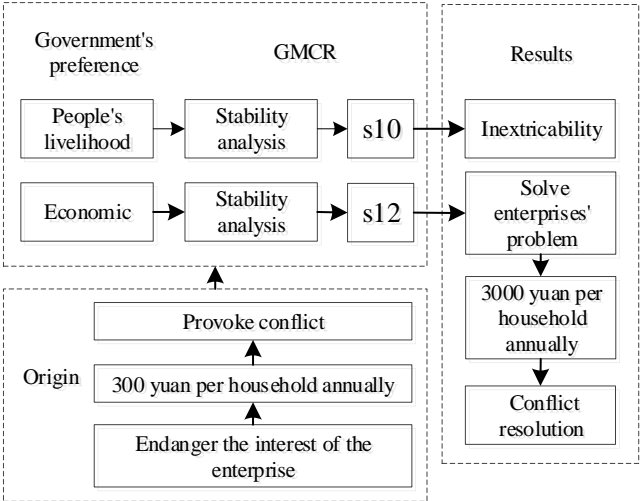 Government's
preference
GMCR
Results
People's
livelihood
Stability
analysis
s10
Inextricability
Economic
Stability
analysis
s12
Solve
enterprises'
problem
3000 yuan per
household
annually
Conflict
resolution
Provoke conflict
Origin
300 yuan per household annually
Endanger the interest of the
enterprise